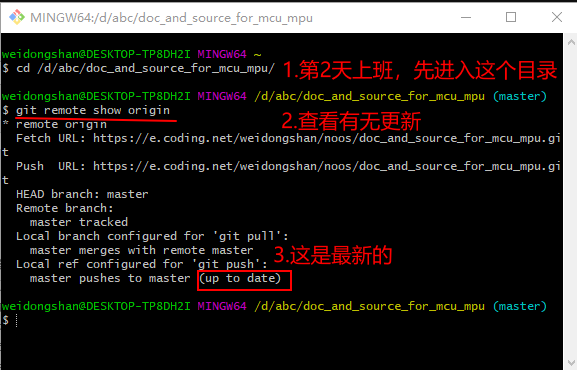 MINGW64:/d/abc/doc_and_source_for_mcu_mpu
weidongshan@DESKTOP-TP8DH2I MINGW64 ~
$ cd /d/abc/doc_and_source_for_mcu_mpu/
1.第2天上班，先进入这个目录
weidongshan@DESKTOP-TP8DH2I MINGW64 /d/abc/doc_and_source_for_mcu_mpu (master)
$ git remote show origin
2.查看有无更新
* remote origin
  Fetch URL: https://e.coding.net/weidongshan/noos/doc_and_source_for_mcu_mpu.gi
t
  Push  URL: https://e.coding.net/weidongshan/noos/doc_and_source_for_mcu_mpu.gi
t
  HEAD branch: master
  Remote branch:
    master tracked
  Local branch configured for 'git pull':
    master merges with remote master
3.这是最新的
  Local ref configured for 'git push':
    master pushes to master (up to date)
weidongshan@DESKTOP-TP8DH2I MINGW64 /d/abc/doc_and_source_for_mcu_mpu (master)
$